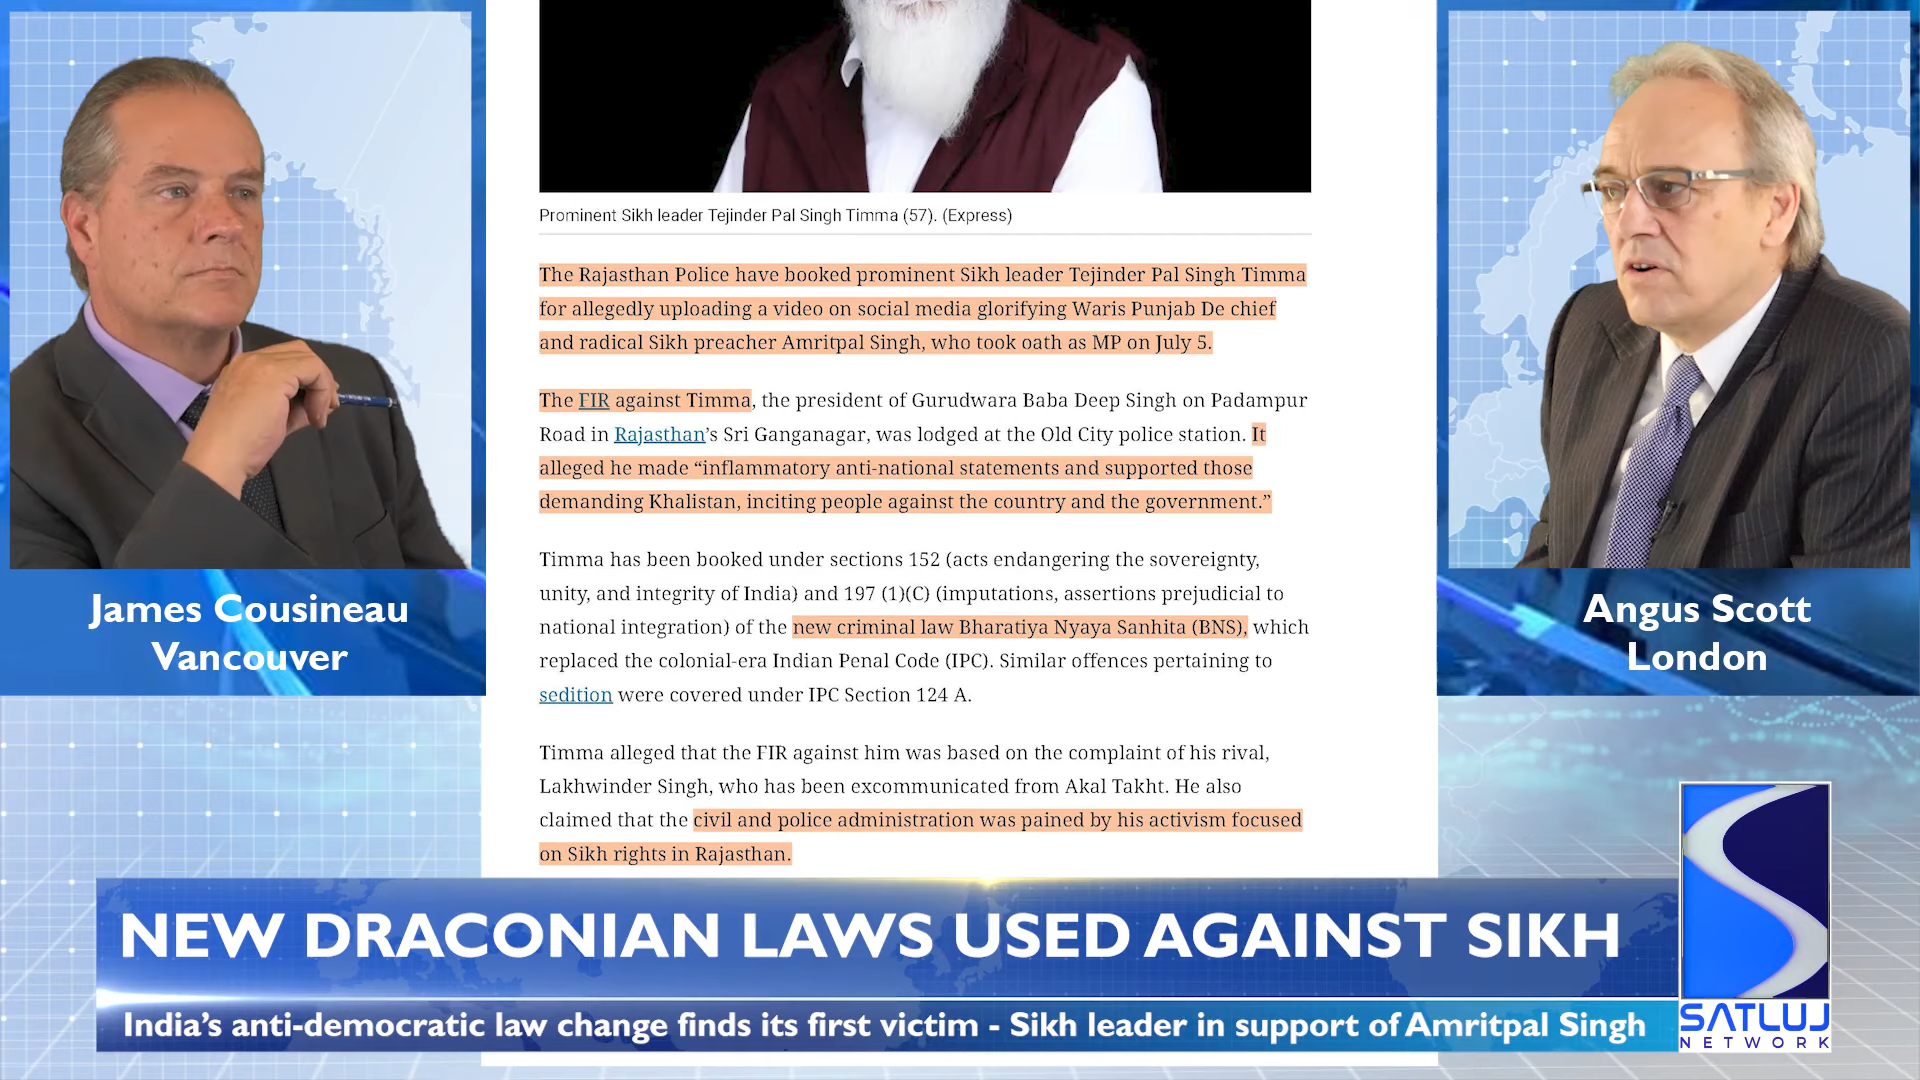 Prominent Sikh leader Tejinder Pal Singh Timma (57). (Express)
The Rajasthan Police have booked prominent Sikh leader Tejinder Pal Singh Timma
for allegedly uploading a video on social media glorifying Waris Punjab De chief
and radical Sikh preacher Amritpal Singh, who took oath as MP on July 5.
The FIR against Timma, the president of Gurudwara Baba Deep Singh on Padampur
Road in Rajasthan’s Sri Ganganagar, was lodged at the Old City police station. It
alleged he made “inflammatory anti-national statements and supported those
demanding Khalistan, inciting people against the country and the government.”
Timma has been booked under sections 152 (acts endangering the sovereignty,
unity, and integrity of India) and 197 (1)(C) (imputations, assertions prejudicial to
national integration) of the new criminal law Bharatiya Nyaya Sanhita (BNS), which
replaced the colonial-era Indian Penal Code (IPC). Similar offences pertaining to
sedition were covered under IPC Section 124 A.
Timma alleged that the FIR against him was based on the complaint of his rival,
Lakhwinder Singh, who has been excommunicated from Akal Takht. He also
claimed that the civil and police administration was pained by his activism focused
on Sikh rights in Rajasthan.
James Cousineau
Vancouver
Angus Scott
London
NEW DRACONIAN LAWS USED AGAINST SIKH
India’s anti-democratic law change finds its first victim - Sikh leader in support of Amritpal Singh
SATLUJ
NETWORK